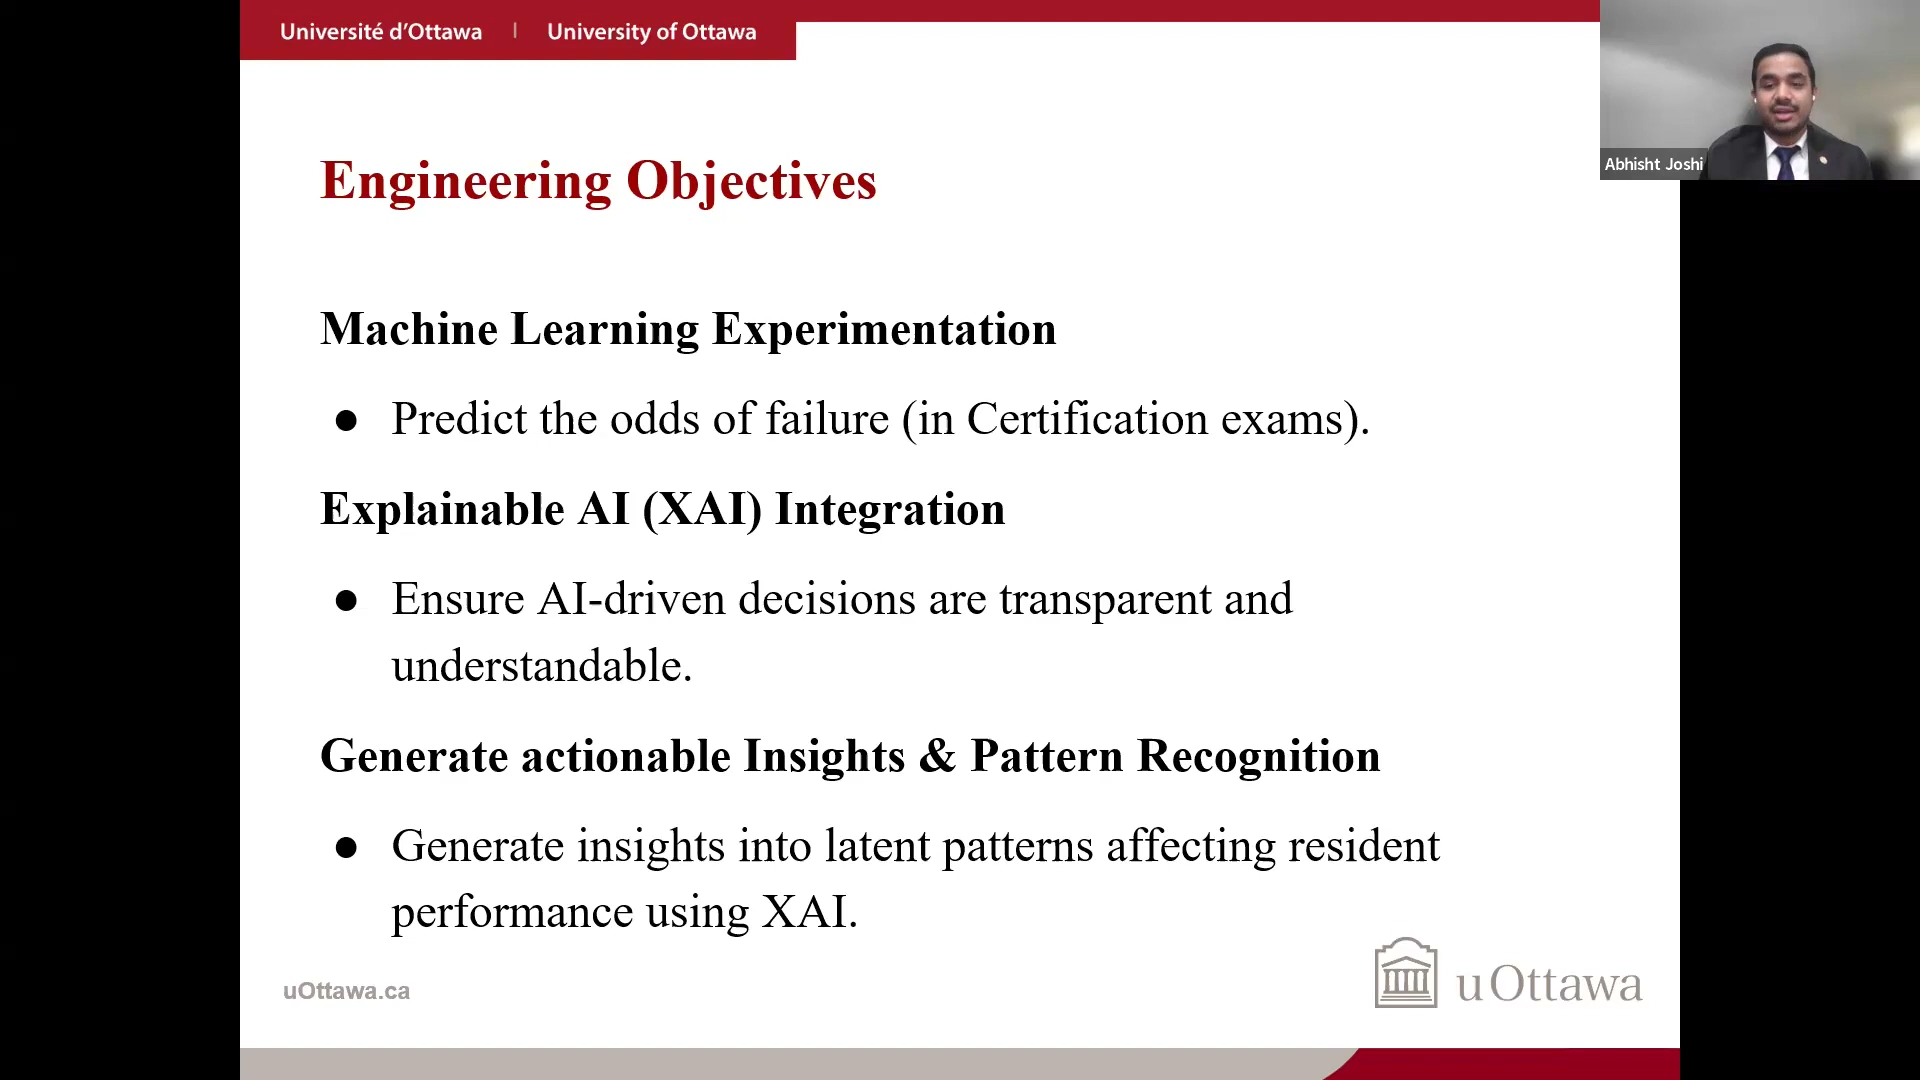 Université d'Ottawa | University of Ottawa
Abhisht Joshi
Engineering Objectives
Machine Learning Experimentation
● Predict the odds of failure (in Certification exams).
Explainable AI (XAI) Integration
● Ensure AI-driven decisions are transparent and
understandable.
Generate actionable Insights & Pattern Recognition
● Generate insights into latent patterns affecting resident
performance using XAI.
uOttawa.ca
uOttawa